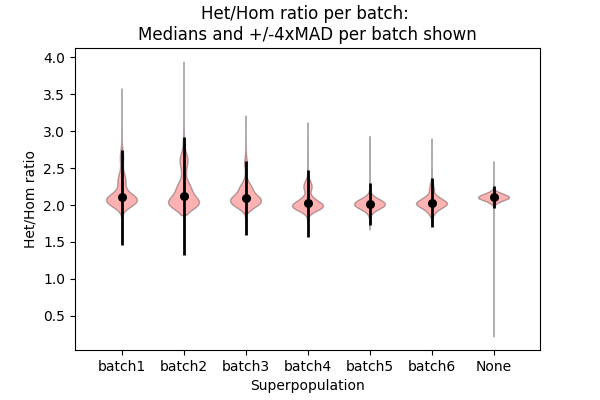 Het/Hom ratio per batch:
Medians and +/-4xMAD per batch shown
Het/Hom ratio
4.0
3.5
3.0
2.5
2.0
1.5
1.0
0.5
batch1 batch2 batch3 batch4 batch5 batch6 None
Superpopulation